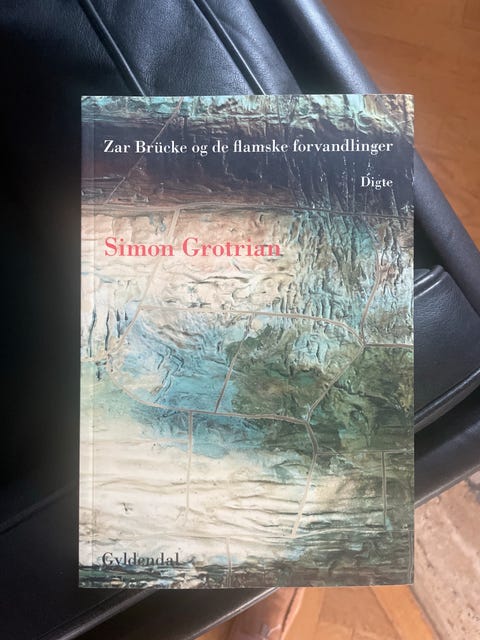 Zar Brücke og de flamske forvandlinger
Digte
Simon Grotrian
Gyldendal